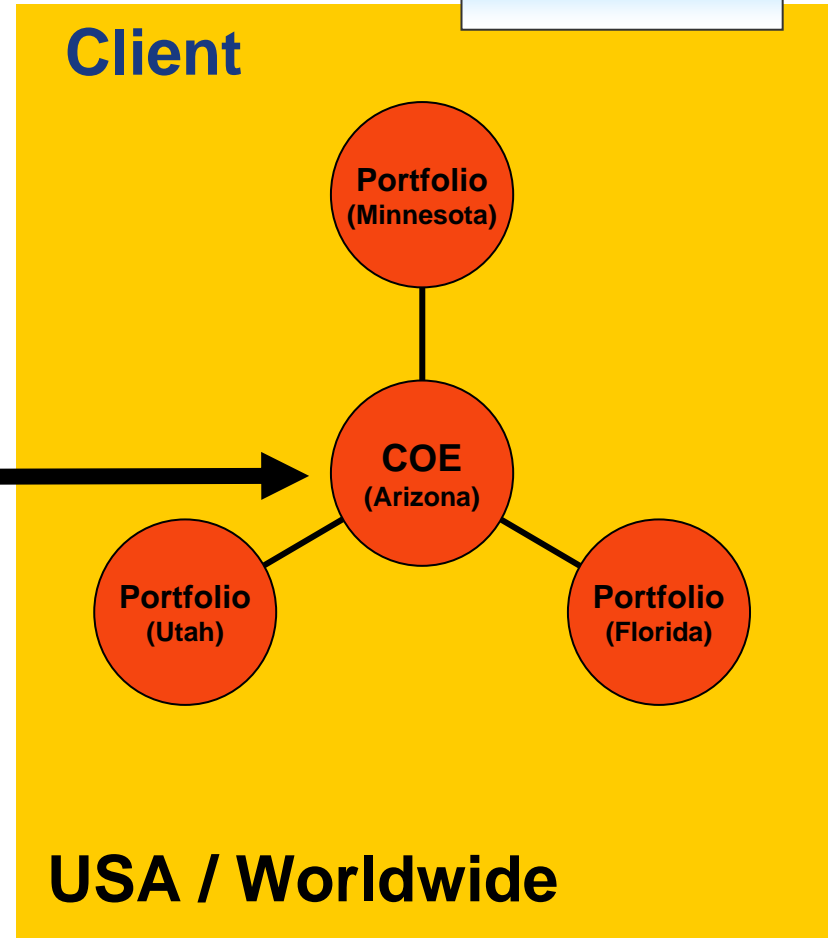 Client
Portfolio
(Minnesota)
COE
(Arizona)
Portfolio
(Utah)
Portfolio
(Florida)
USA / Worldwide